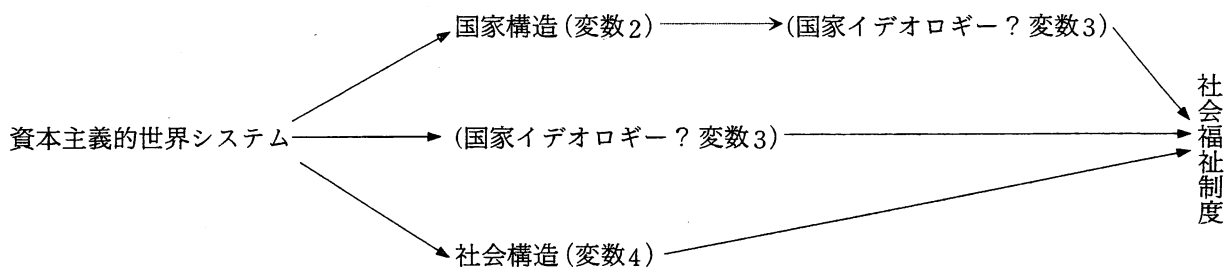 国家構造(変数2)
(国家イデオロギー?変数3)
資本主義的世界システム
(国家イデオロギー?変数3)
社会構造(変数4)
社会福祉制度